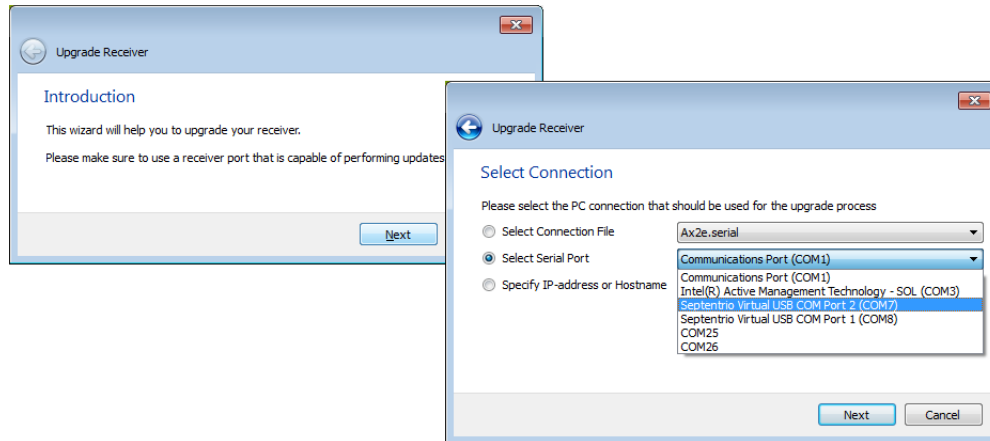 Upgrade Receiver
Introduction
This wizard will help you to upgrade your receiver.
Please make sure to use a receiver port that is capable of performing updates
Next
Upgrade Receiver
Select Connection
Please select the PC connection that should be used for the upgrade process
Select Connection File Ax2e.serial
Select Serial Port Communications Port (COM1)
Communications Port (COM1)
Specify IP-address or Hostname Intel(R) Active Management Technology - SOL (COM3)
Septentrio Virtual USB COM Port 2 (COM7)
Septentrio Virtual USB COM Port 1 (COM8)
COM25
COM26
Next Cancel